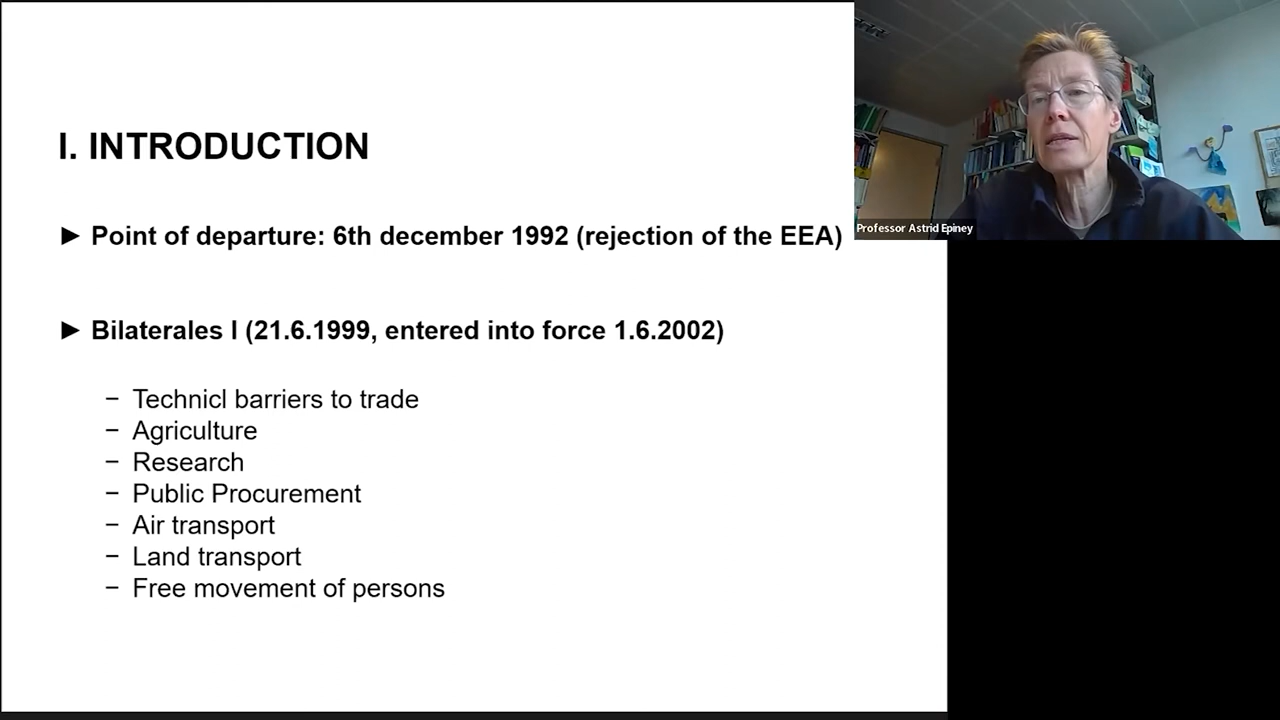 I. INTRODUCTION
► Point of departure: 6th december 1992 (rejection of the EEA)
► Bilaterales I (21.6.1999, entered into force 1.6.2002)
− Technicl barriers to trade
− Agriculture
− Research
− Public Procurement
− Air transport
− Land transport
− Free movement of persons
Professor Astrid Epiney